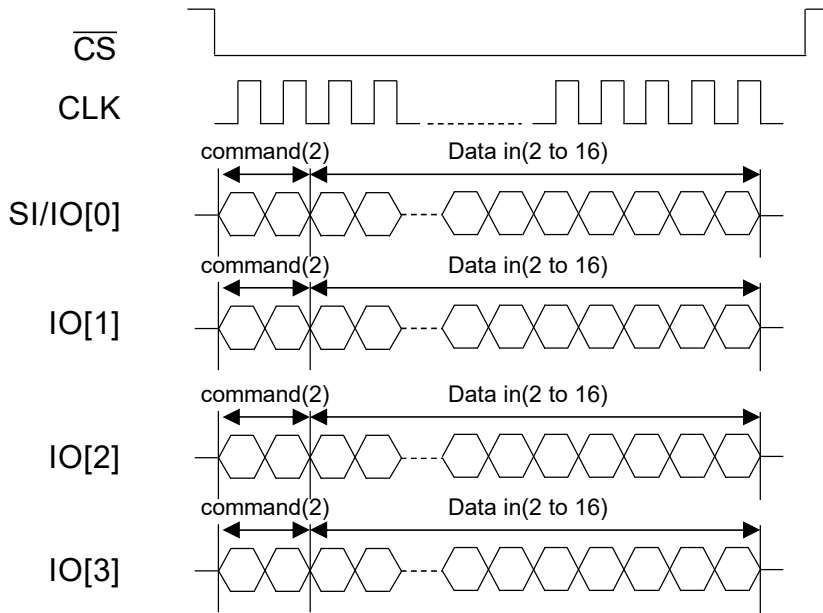 CS
CLK
command(2) Data in(2 to 16)
SI/IO[0]
command(2) Data in(2 to 16)
IO[1]
command(2) Data in(2 to 16)
IO[2]
command(2) Data in(2 to 16)
IO[3]